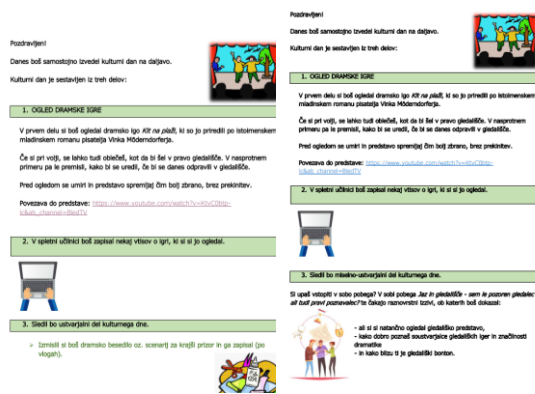 Pozdravljeni!
Danes boš samostojno izvedel kulturni dan na daljavo.
Kulturni dan je sestavljen iz treh delov:
1. OGLED DRAMSKE IGRE
V prvem delu si boš ogledal dramsko igo Kit na plaži, ki so jo priredili po istoimenskem
mladinskem romanu pisatelja Vinka Möderndorferja.
Če si pri volji, se lahko tudi oblečeš, kot da bi šel v pravo gledališče. V nasprotnem
primeru pa le premisli, kako bi se uredil, če bi se danes odpravili v gledališče.
Pred ogledom se umiri in predstavo spremljaj čim bolj zbrano, brez prekinitev.
Povezava do predstave:
2. V spletni učilnici boš zapisal nekaj vtisov o igri, ki si si jo ogledal.
3. Sledil bo ustvarjalni del kulturnega dne.
Izmislil si boš dramsko besedilo oz. scenarij za krajši prizor in ga zapisal (po
vlogah).
Pozdravljeni!
Danes boš samostojno izvedel kulturni dan na daljavo.
Kulturni dan je sestavljen iz treh delov:
1. OGLED DRAMSKE IGRE
V prvem delu si boš ogledal dramsko igo Kit na plaži, ki so jo priredili po istoimenskem
mladinskem romanu pisatelja Vinka Möderndorferja.
Če si pri volji, se lahko tudi oblečeš, kot da bi šel v pravo gledališče. V nasprotnem
primeru pa le premisli, kako bi se uredil, če bi se danes odpravili v gledališče.
Pred ogledom se umiri in predstavo spremljaj čim bolj zbrano, brez prekinitev.
Povezava do predstave:
2. V spletni učilnici boš zapisal nekaj vtisov o igri, ki si si jo ogledal.
3. Sledil bo miselno-ustvarjalni del kulturnega dne.
Si upaš vstopiti v sobo pobega? V sobi pobega Jaz in gledališče - sem le pozoren gledalec
ali tudi pravi poznavalec? te čakajo raznovrstni izzivi, ob katerih boš dokazal:
- ali si si natančno ogledal gledališko predstavo,
- kako dobro poznaš soustvarjalce gledaliških iger in značilnosti
dramatike
- in kako blizu ti je gledališki bonton.